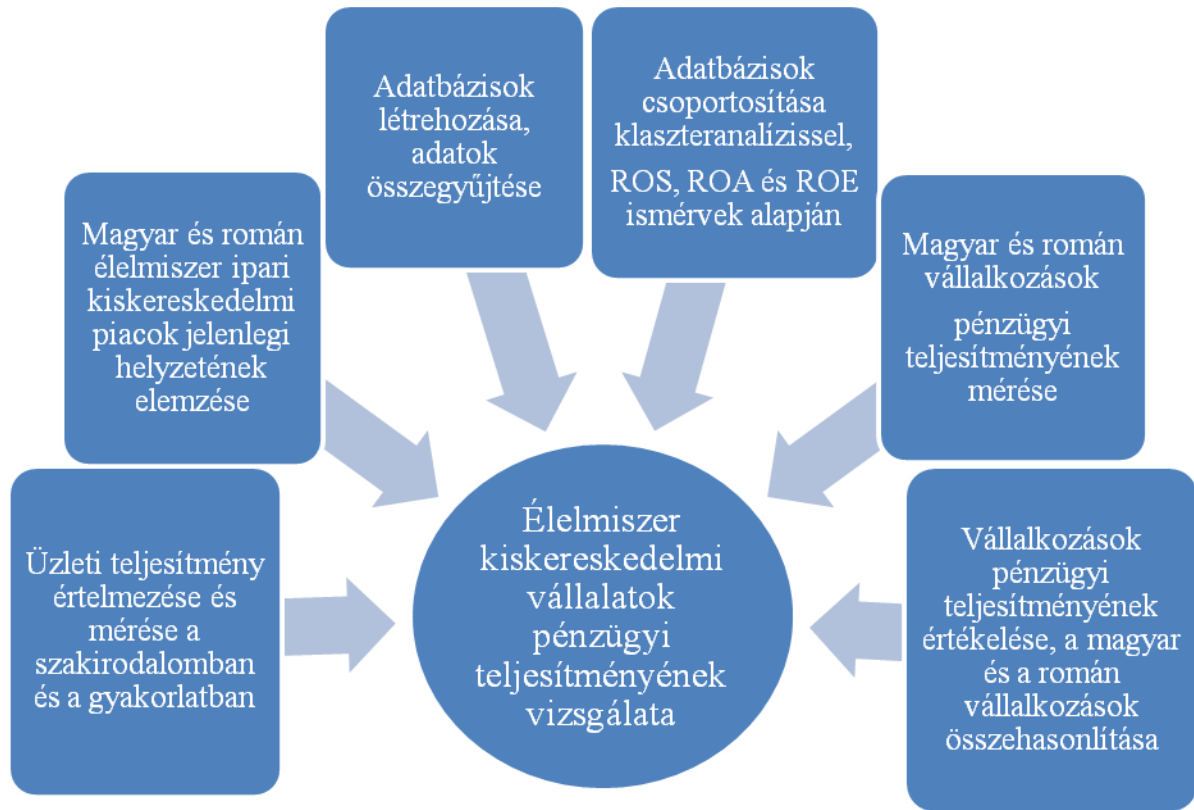 Üzleti teljesítmény
értelmezése és
mérése a
szakirodalomban
és a gyakorlatban
Magyar és román
élelmiszer ipari
kiskereskedelmi
piacok jelenlegi
helyzetének
elemzése
Adatbázisok
létrehozása,
adatok
összegyűjtése
Adatbázisok
csoportosítása
klaszteranalízissel,
ROS, ROA és ROE
ismérvek alapján
Magyar és román
vállalkozások
pénzügyi
teljesítményének
mérése
Vállalkozások
pénzügyi
teljesítményének
értékelése, a magyar
és a román
vállalkozások
összehasonlítása
Élelmiszer
kiskereskedelmi
vállalatok
pénzügyi
teljesítményének
vizsgálata